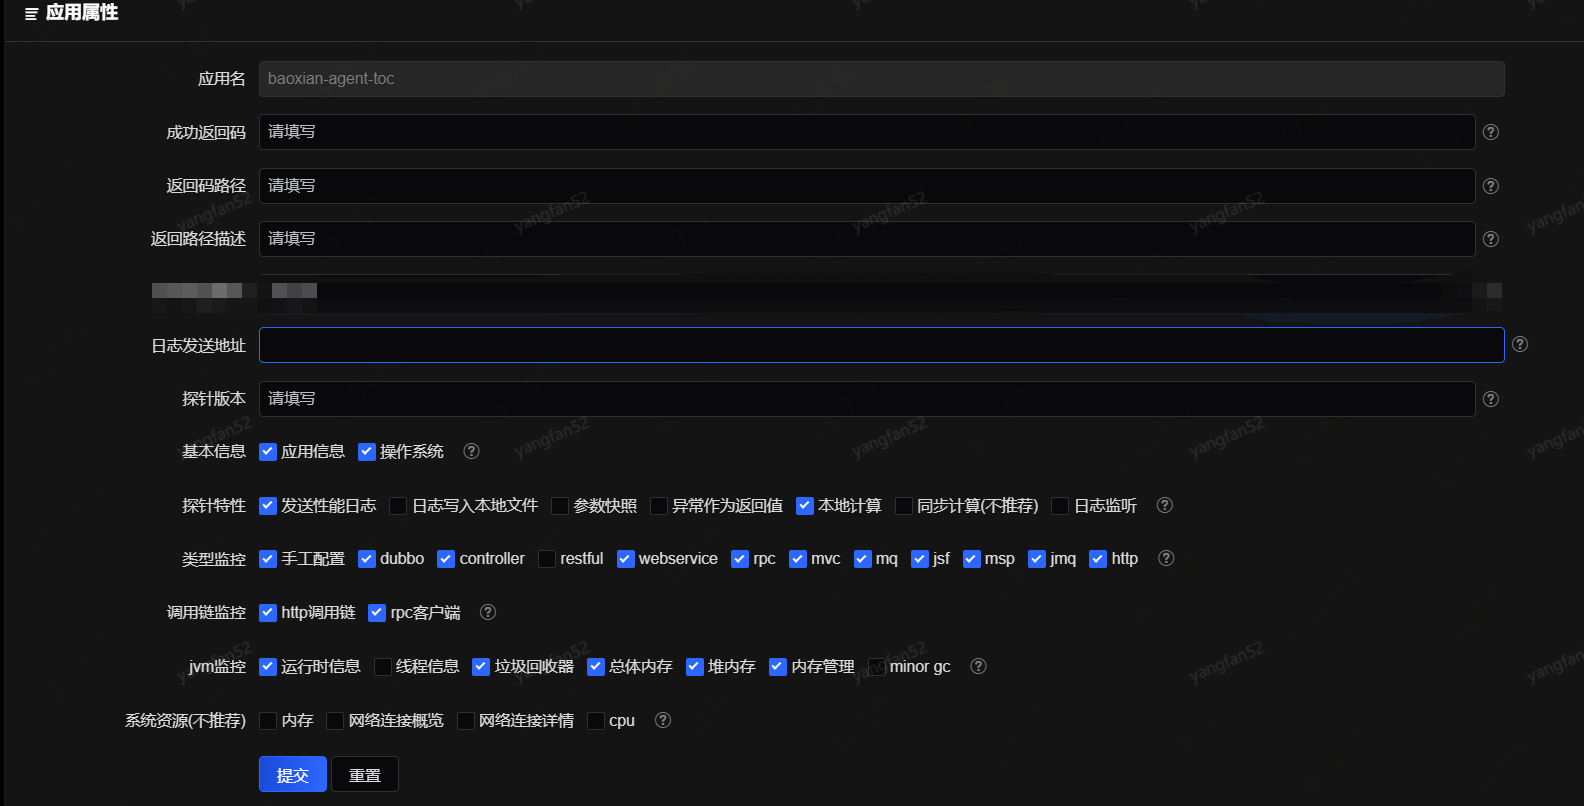 应用属性
应用名 baoxian-agent-toc
成功返回码 请填写
返回码路径 请填写
返回路径描述 请填写
日志发送地址
探针版本 请填写
基本信息 应用信息 操作系统
探针特性 发送性能日志 日志写入本地文件 参数快照 异常作为返回值 本地计算 同步计算(不推荐) 日志监听
类型监控 手工配置 dubbo controller restful webservice rpc mvc mq jsf msp jmq http
调用链监控 http调用链 rpc客户端
jvm监控 运行时信息 线程信息 垃圾回收器 总体内存 堆内存 内存管理 minor gc
系统资源(不推荐) 内存 网络连接概览 网络连接详情 cpu
提交 重置
yangfan52